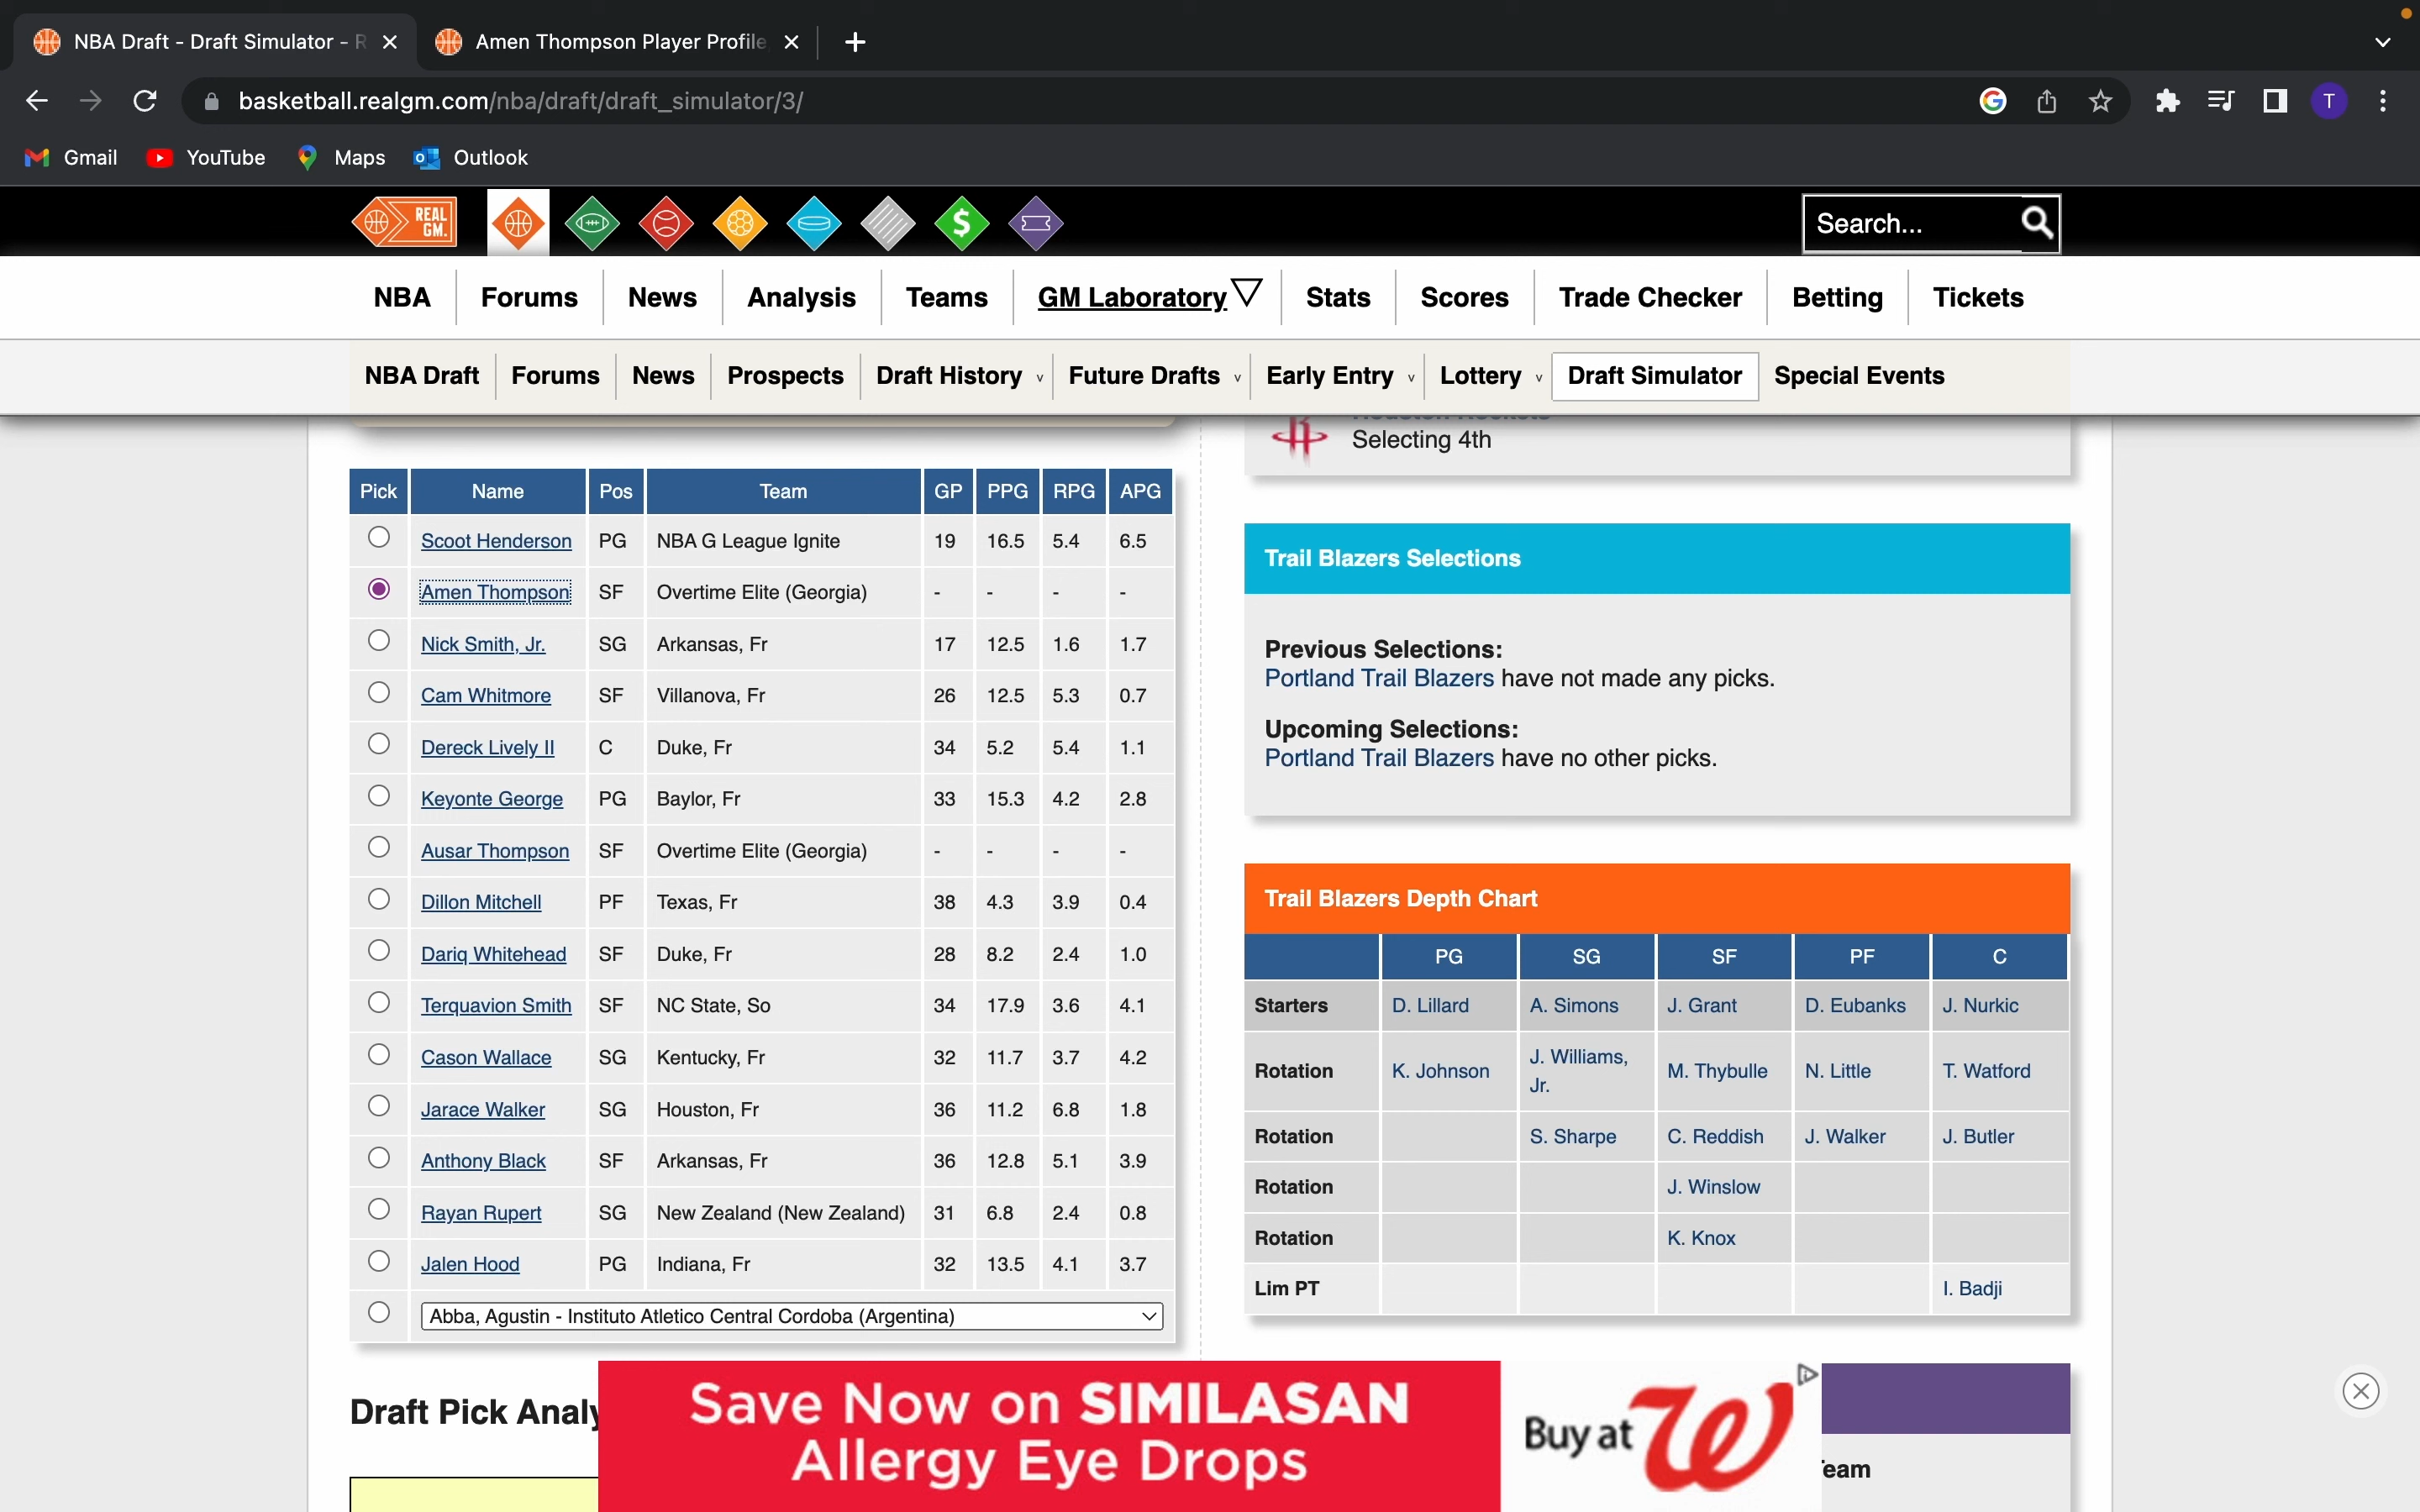 NBA Draft - Draft Simulator - R
Amen Thompson Player Profile
basketball.realgm.com/nba/draft/draft_simulator/3/
T
Gmail
YouTube
Maps
Outlook
REAL
GM.
$
Search...
NBA
Forums
News
Analysis
Teams
GM Laboratory
Stats
Scores
Trade Checker
Betting
Tickets
NBA Draft
Forums
News
Prospects
Draft History v
Future Drafts v
Early Entry v
Lottery v
Draft Simulator
Special Events
Selecting 4th
Pick Name Pos Team GP PPG RPG APG
Scoot Henderson PG NBA G League Ignite 19 16.5 5.4 6.5
Amen Thompson SF Overtime Elite (Georgia) - - - -
Nick Smith, Jr. SG Arkansas, Fr 17 12.5 1.6 1.7
Cam Whitmore SF Villanova, Fr 26 12.5 5.3 0.7
Dereck Lively II C Duke, Fr 34 5.2 5.4 1.1
Keyonte George PG Baylor, Fr 33 15.3 4.2 2.8
Ausar Thompson SF Overtime Elite (Georgia) - - - -
Dillon Mitchell PF Texas, Fr 38 4.3 3.9 0.4
Dariq Whitehead SF Duke, Fr 28 8.2 2.4 1.0
Terquavion Smith SF NC State, So 34 17.9 3.6 4.1
Cason Wallace SG Kentucky, Fr 32 11.7 3.7 4.2
Jarace Walker SG Houston, Fr 36 11.2 6.8 1.8
Anthony Black SF Arkansas, Fr 36 12.8 5.1 3.9
Rayan Rupert SG New Zealand (New Zealand) 31 6.8 2.4 0.8
Jalen Hood PG Indiana, Fr 32 13.5 4.1 3.7
Abba, Agustin - Instituto Atletico Central Cordoba (Argentina)
Trail Blazers Selections
Previous Selections:
Portland Trail Blazers have not made any picks.
Upcoming Selections:
Portland Trail Blazers have no other picks.
Trail Blazers Depth Chart
PG SG SF PF C
Starters D. Lillard A. Simons J. Grant D. Eubanks J. Nurkic
Rotation K. Johnson J. Williams, Jr. M. Thybulle N. Little T. Watford
Rotation S. Sharpe C. Reddish J. Walker J. Butler
Rotation J. Winslow
Rotation K. Knox
Lim PT I. Badji
Draft Pick Analy
Save Now on SIMILASAN
Allergy Eye Drops
Buy at W
Team